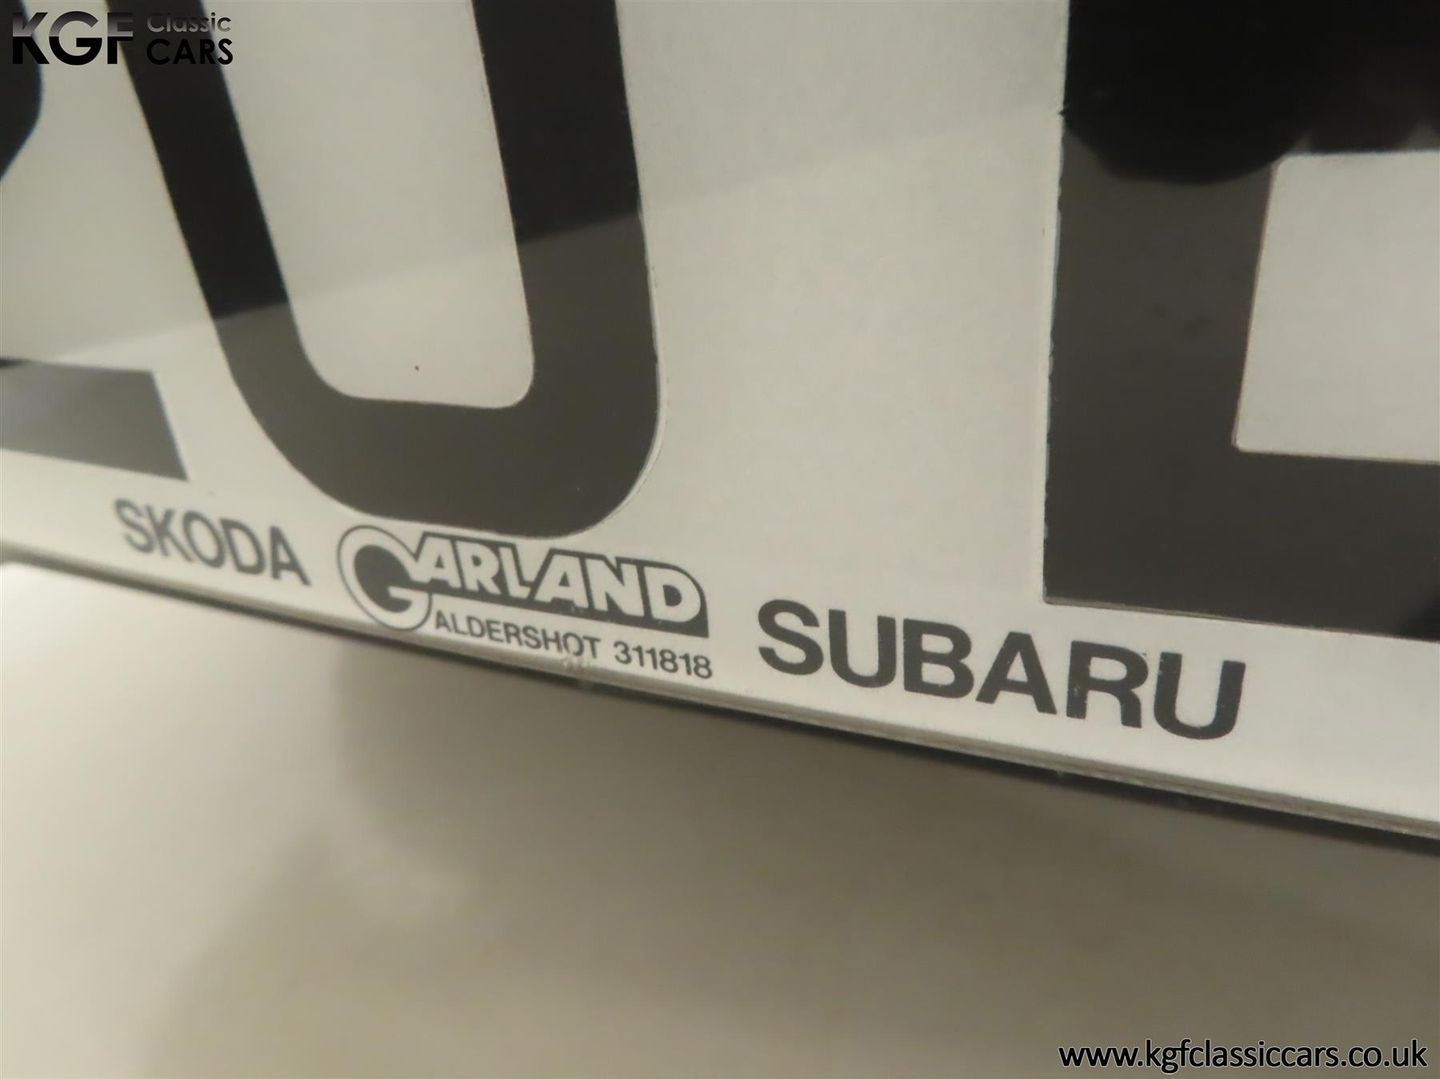 KGF Classic CARS
SKODA GARLAND SUBARU
ALDERSHOT 311818
www.kgfclassiccars.co.uk